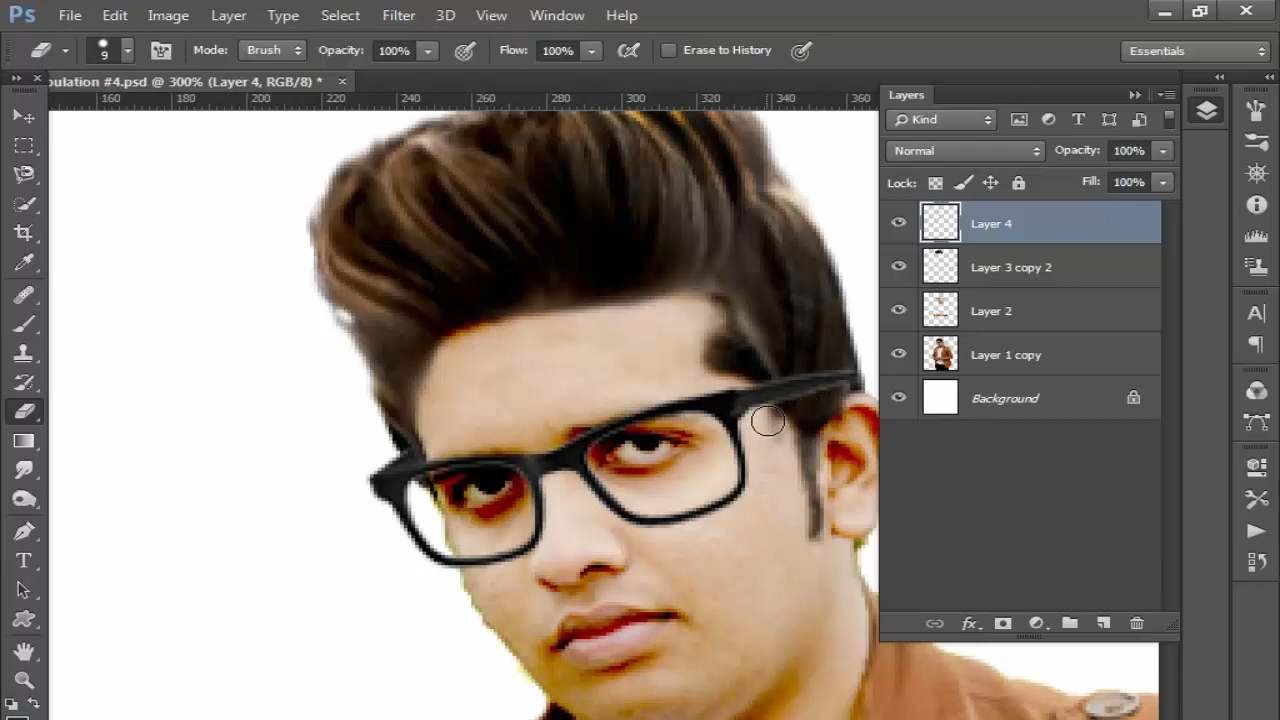 Ps File Edit Image Layer Type Select Filter 3D View Window Help
9 Mode: Brush Opacity: 100% Flow: 100% Erase to History Essentials
pulation #4.psd @ 300% (Layer 4, RGB/8) *
160 180 200 220 240 260 280 300 320 340 360
Layers
Kind
Normal Opacity: 100%
Lock: Fill: 100%
Layer 4
Layer 3 copy 2
Layer 2
Layer 1 copy
Background